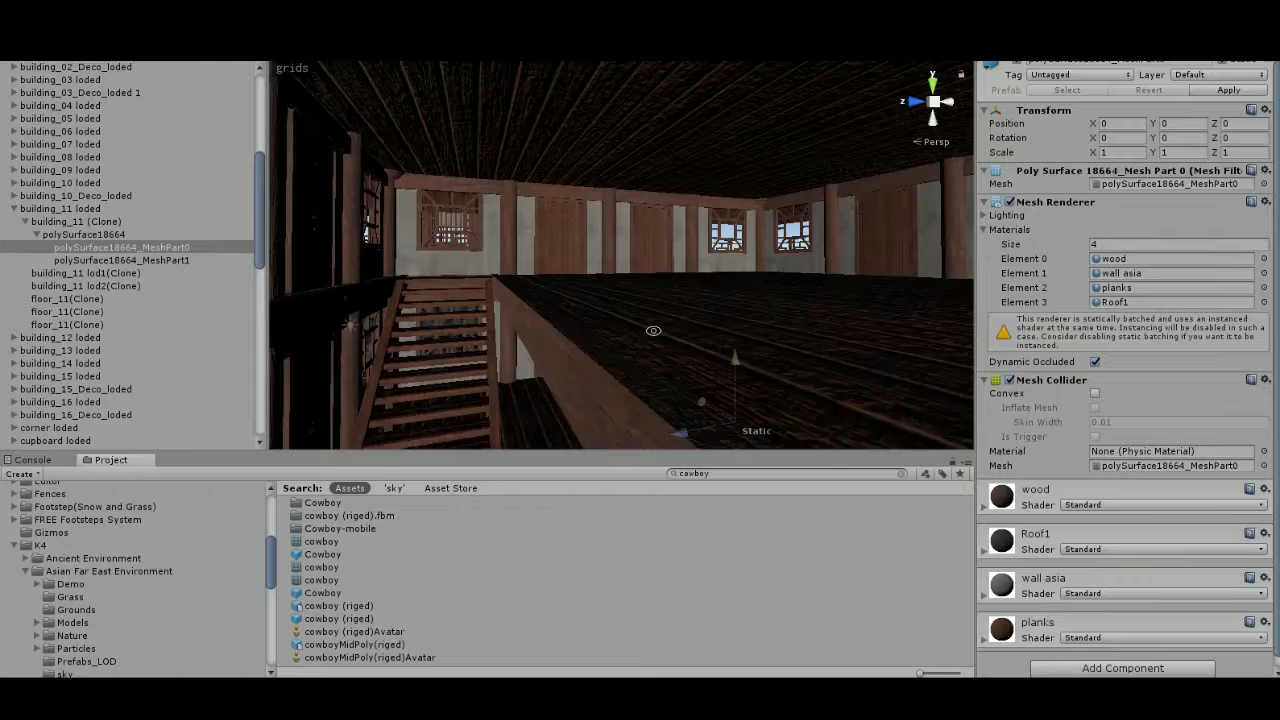 building_02_Deco_loded
building_03 loded
building_03_Deco_loded 1
building_04 loded
building_05 loded
building_06 loded
building_07 loded
building_08 loded
building_09 loded
building_10 loded
building_10_Deco_loded
building_11 loded
building_11 (Clone)
polySurface18664
polySurface18664_MeshPart0
polySurface18664_MeshPart1
building_11 lod1(Clone)
building_11 lod2(Clone)
floor_11(Clone)
floor_11(Clone)
floor_11(Clone)
building_12 loded
building_13 loded
building_14 loded
building_15 loded
building_15_Deco_loded
building_16 loded
building_16_Deco_loded
corner loded
cupboard loded
grids
y
z
Persp
Static
Tag Untagged Layer Default
Prefab Select Revert Apply
Transform
Position X 0 Y 0 Z 0
Rotation X 0 Y 0 Z 0
Scale X 1 Y 1 Z 1
Poly Surface 18664_Mesh Part 0 (Mesh Filt
Mesh polySurface18664_MeshPart0
Mesh Renderer
Lighting
Materials
Size 4
Element 0 wood
Element 1 wall asia
Element 2 planks
Element 3 Roof1
This renderer is statically batched and uses an instanced
shader at the same time. Instancing will be disabled in such a
case. Consider disabling static batching if you want it to be
instanced.
Dynamic Occluded
Mesh Collider
Convex
Inflate Mesh
Skin Width 0.01
Is Trigger
Material None (Physic Material)
Mesh polySurface18664_MeshPart0
wood
Shader Standard
Roof1
Shader Standard
wall asia
Shader Standard
planks
Shader Standard
Add Component
Console Project
Create
cowboy
Fences
Footstep(Snow and Grass)
FREE Footsteps System
Gizmos
K4
Ancient Environment
Asian Far East Environment
Demo
Grass
Grounds
Models
Nature
Particles
Prefabs_LOD
sky
Search: Assets 'sky' Asset Store
Cowboy
cowboy (riged).fbm
Cowboy-mobile
cowboy
Cowboy
cowboy
cowboy
Cowboy
cowboy (riged)
cowboy (riged)
cowboy (riged)Avatar
cowboyMidPoly(riged)
cowboyMidPoly(riged)Avatar